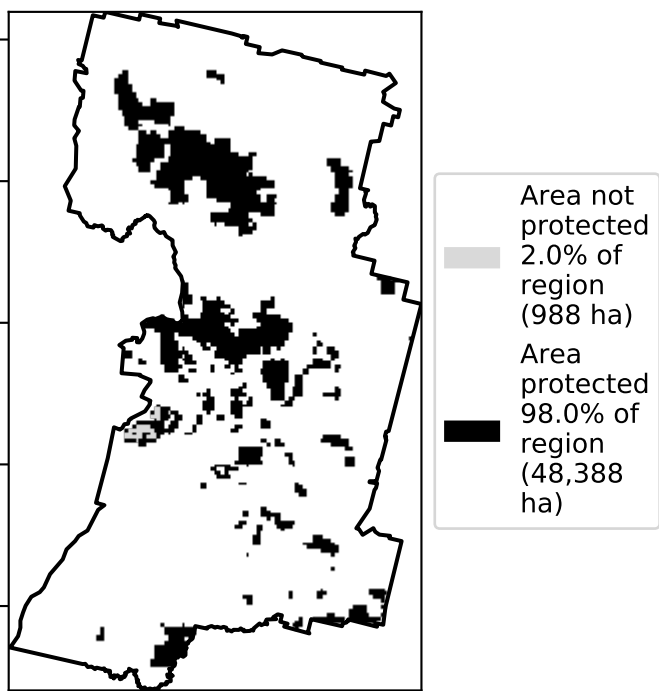 Area not
protected
2.0% of
region
(988 ha)
Area
protected
98.0% of
region
(48,388
ha)